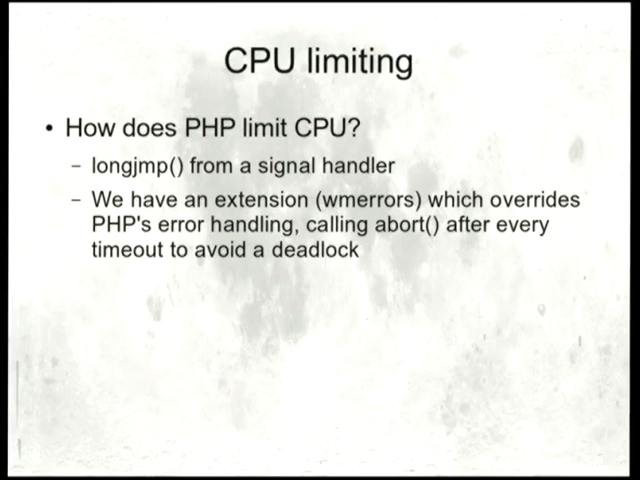 CPU limiting
• How does PHP limit CPU?
– longjmp() from a signal handler
– We have an extension (wmerrors) which overrides
PHP's error handling, calling abort() after every
timeout to avoid a deadlock